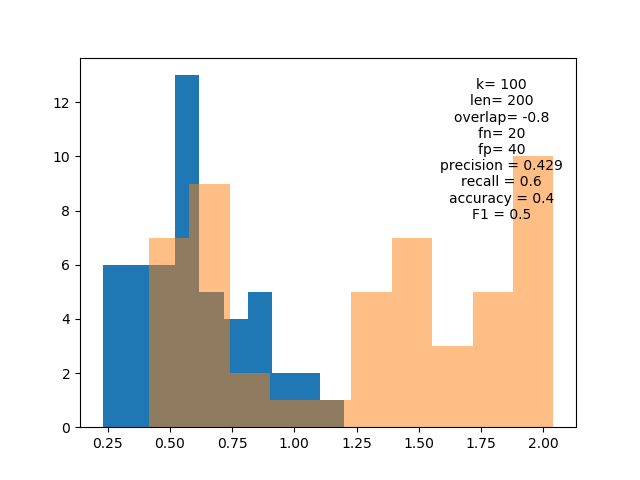 k= 100
len= 200
overlap= -0.8
fn= 20
fp= 40
precision = 0.429
recall = 0.6
accuracy = 0.4
F1 = 0.5
12
10
8
6
4
2
0
0.25 0.50 0.75 1.00 1.25 1.50 1.75 2.00